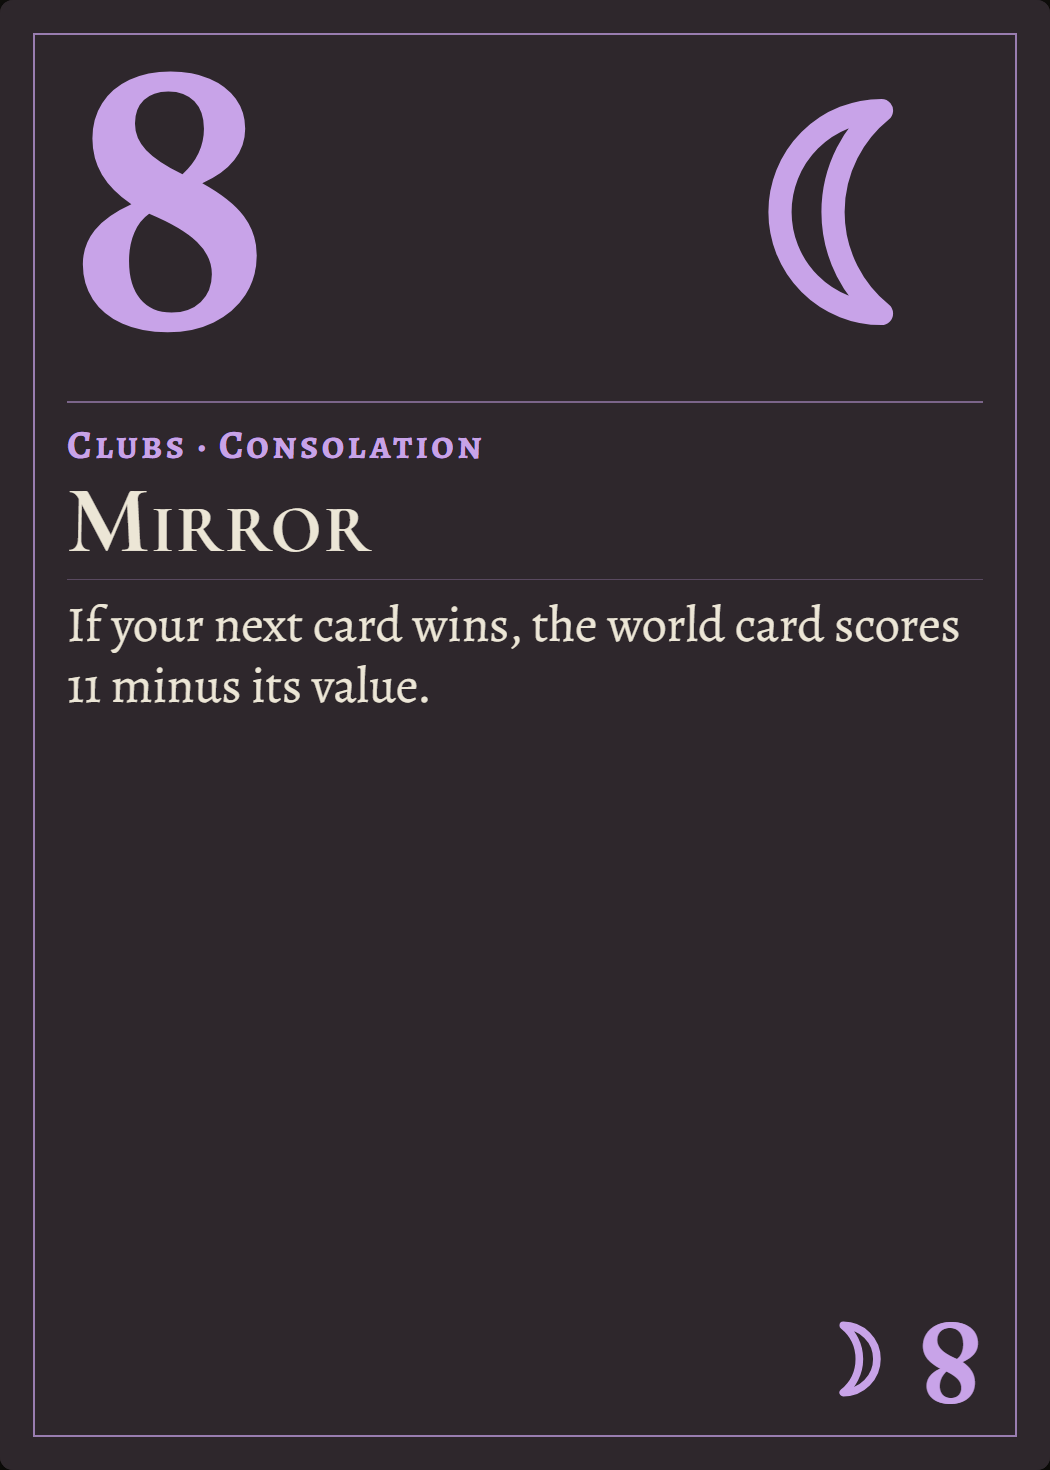 8
Clubs · Consolation
Mirror
If your next card wins, the world card scores
11 minus its value.
8